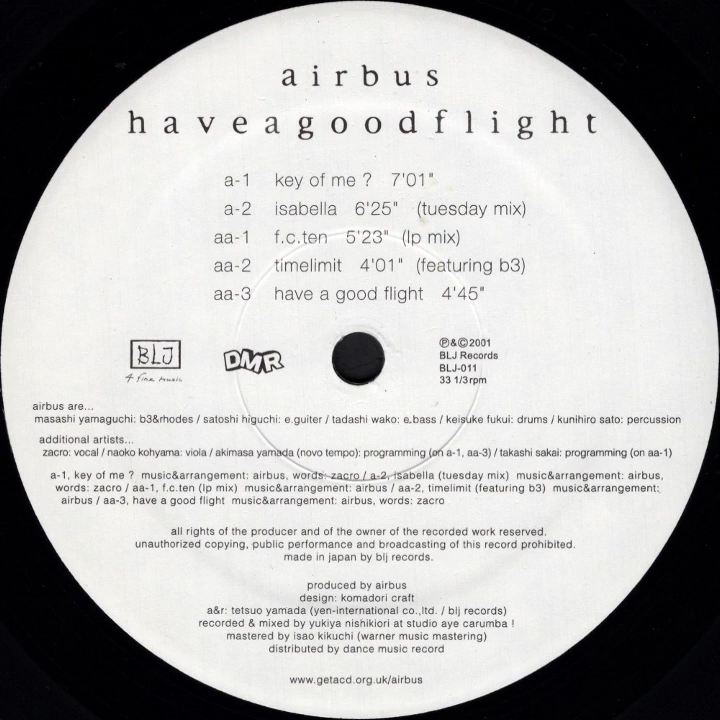 airbus
haveagoodflight
a-1 key of me ? 7'01"
a-2 isabella 6'25" (tuesday mix)
aa-1 f.c.ten 5'23" (lp mix)
aa-2 timelimit 4'01" (featuring b3)
aa-3 have a good flight 4'45"
BLJ
4 fine music
DMR
Ⓟ&©2001
BLJ Records
BLJ-011
33 1/3rpm
airbus are...
masashi yamaguchi: b3&rhodes / satoshi higuchi: e.guiter / tadashi wako: e.bass / keisuke fukui: drums / kunihiro sato: percussion
additional artists...
zacro: vocal / naoko kohyama: viola / akimasa yamada (novo tempo): programming (on a-1, aa-3) / takashi sakai: programming (on aa-1)
a-1, key of me ? music&arrangement: airbus, words: zacro / a-2, isabella (tuesday mix) music&arrangement: airbus,
words: zacro / aa-1, f.c.ten (lp mix) music&arrangement: airbus / aa-2, timelimit (featuring b3) music&arrangement:
airbus / aa-3, have a good flight music&arrangement: airbus, words: zacro
all rights of the producer and of the owner of the recorded work reserved.
unauthorized copying, public performance and broadcasting of this record prohibited.
made in japan by blj records.
produced by airbus
design: komadori craft
a&r: tetsuo yamada (yen-international co.,ltd. / blj records)
recorded & mixed by yukiya nishikiori at studio aye carumba !
mastered by isao kikuchi (warner music mastering)
distributed by dance music record
www.getacd.org.uk/airbus